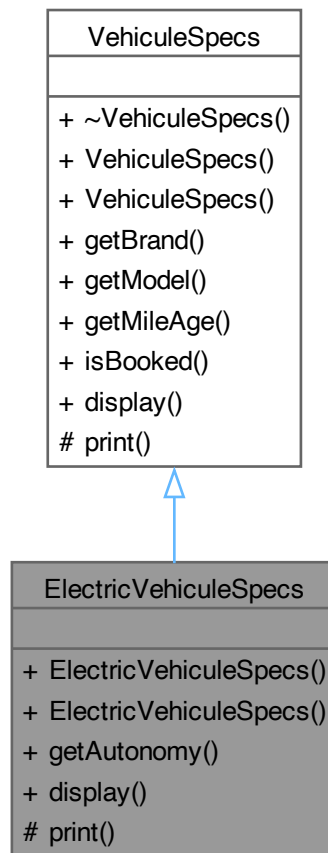 VehiculeSpecs
+ ~VehiculeSpecs()
+ VehiculeSpecs()
+ VehiculeSpecs()
+ getBrand()
+ getModel()
+ getMileAge()
+ isBooked()
+ display()
# print()
ElectricVehiculeSpecs
+ ElectricVehiculeSpecs()
+ ElectricVehiculeSpecs()
+ getAutonomy()
+ display()
# print()